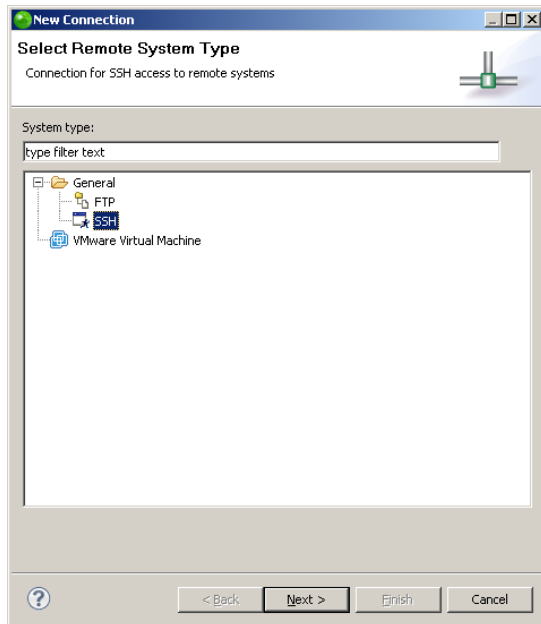 New Connection
Select Remote System Type
Connection for SSH access to remote systems
System type:
type filter text
General
FTP
SSH
VMware Virtual Machine
?
< Back Next > Finish Cancel